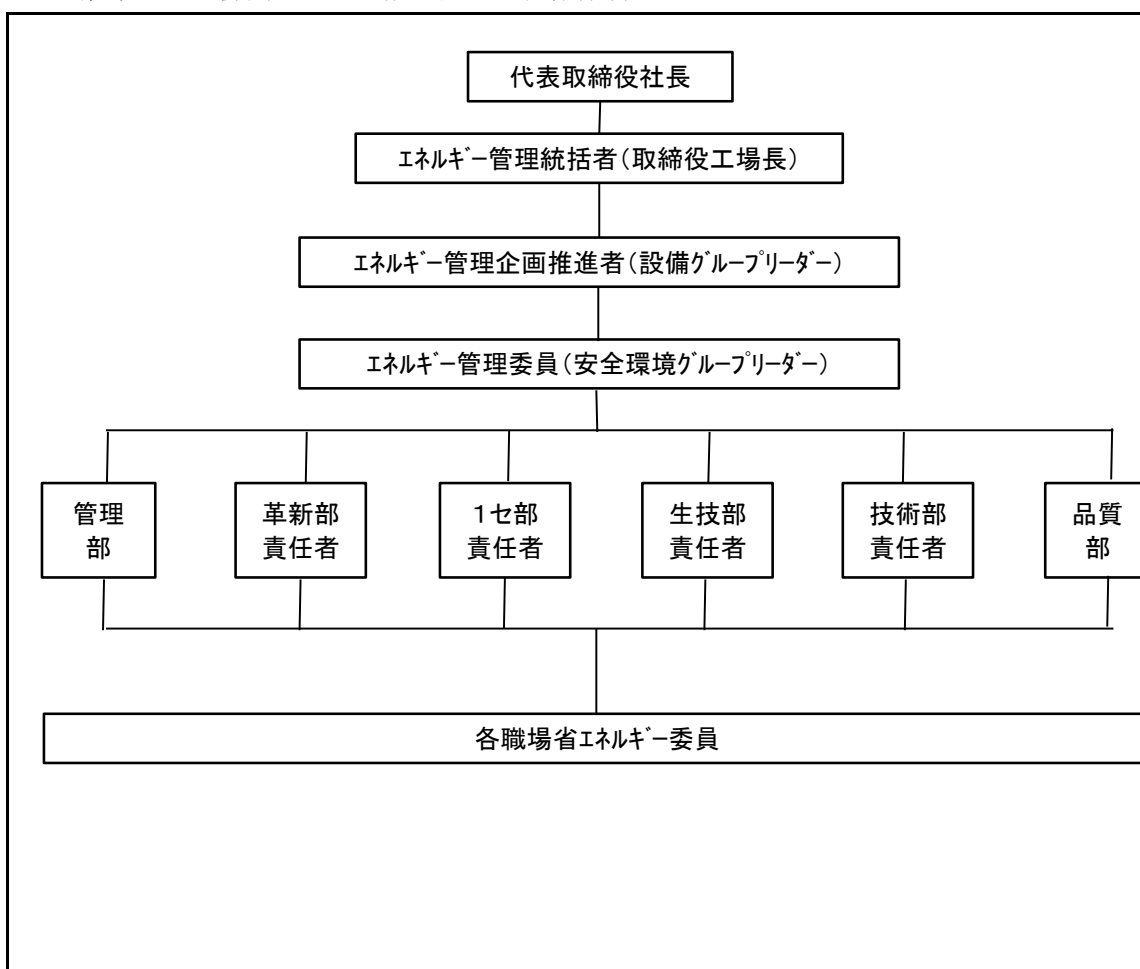 代表取締役社長
ｴﾈﾙｷﾞｰ管理統括者（取締役工場長）
ｴﾈﾙｷﾞｰ管理企画推進者（設備ｸﾞﾙｰﾌﾟﾘｰﾀﾞｰ）
ｴﾈﾙｷﾞｰ管理委員（安全環境ｸﾞﾙｰﾌﾟﾘｰﾀﾞｰ）
管理
部
革新部
責任者
1セ部
責任者
生技部
責任者
技術部
責任者
品質
部
各職場省ｴﾈﾙｷﾞｰ委員